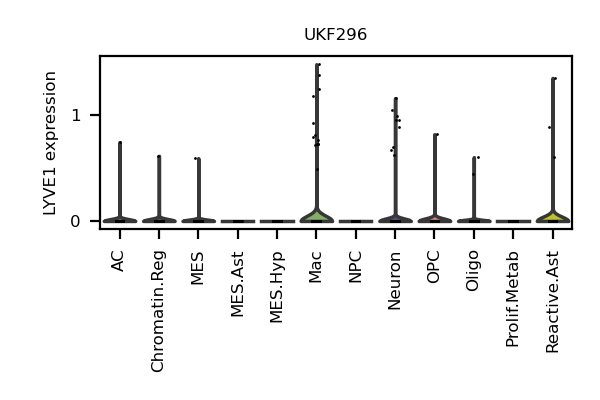 UKF296
LYVE1 expression
1
0
AC
Chromatin.Reg
MES
MES.Ast
MES.Hyp
Mac
NPC
Neuron
OPC
Oligo
Prolif.Metab
Reactive.Ast